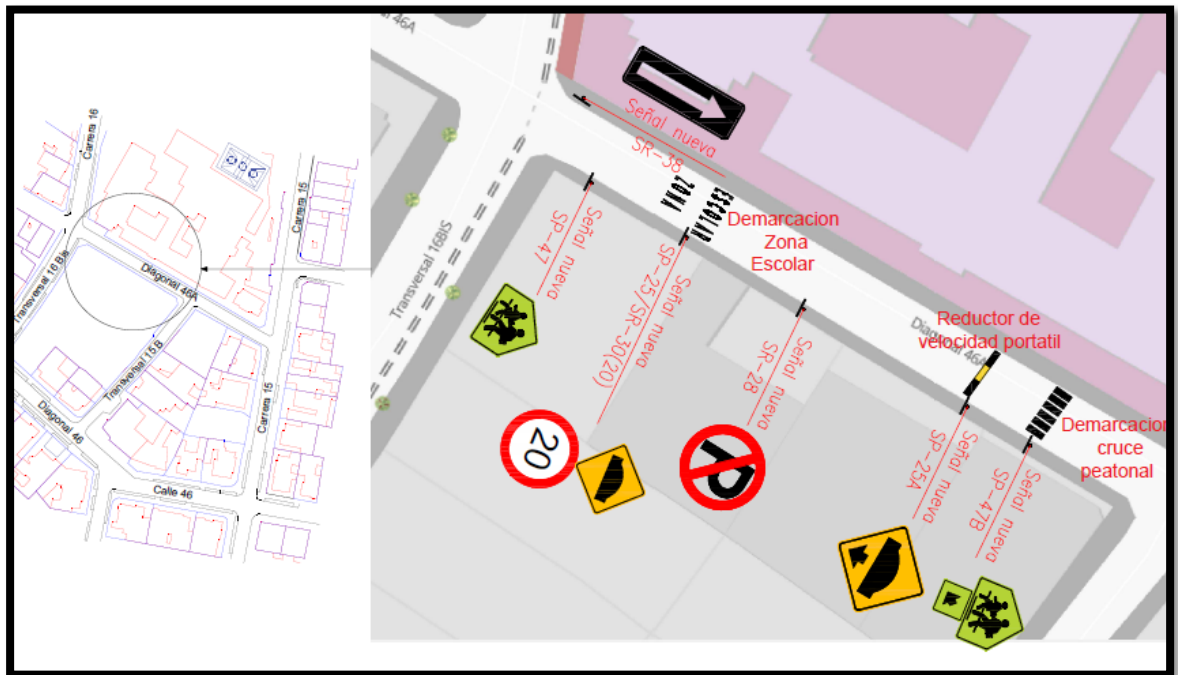 Carrera 16
Carrera 15
Diagonal 46A
Transversal 16 Bis
Transversal 15 B
Diagonal 46
Carrera 15
Calle 46
46A
Señal nueva
SR-38
ZONA
ESCOLAR
Demarcacion
Zona
Escolar
Señal nueva
SP-47
Transversal 16BIS
Señal nueva
SP-25/SR-30(20)
20
Señal nueva
SR-28
P
Diagonal 46A
Reductor de
velocidad portatil
Señal nueva
SP-25A
Demarcacion
cruce
peatonal
Señal nueva
SP-47B